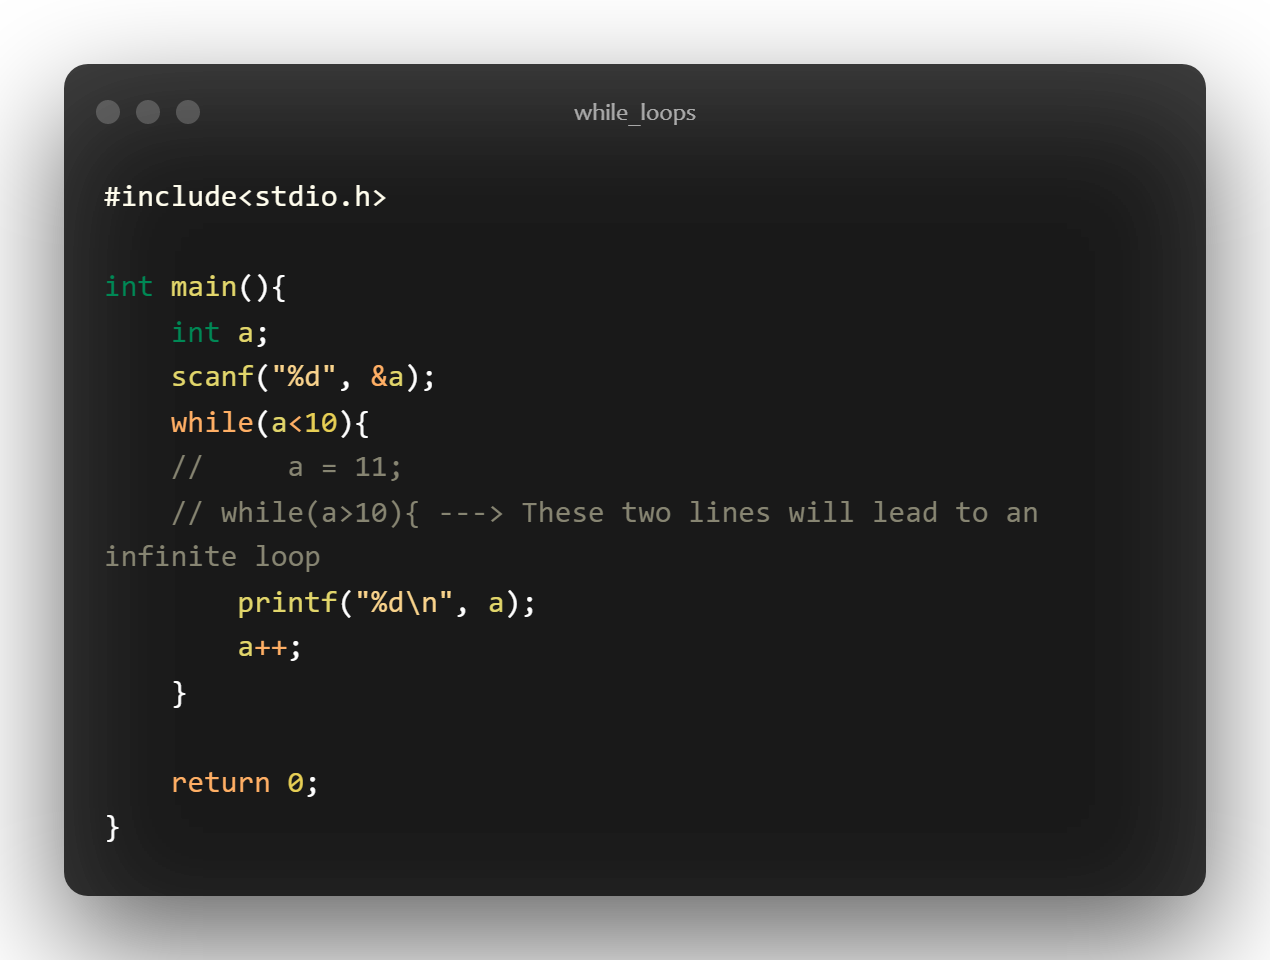 while_loops
#include<stdio.h>
int main(){
    int a;
    scanf("%d", &a);
    while(a<10){
    //     a = 11;
    // while(a>10){ ---> These two lines will lead to an
infinite loop
        printf("%d\n", a);
        a++;
    }
    return 0;
}